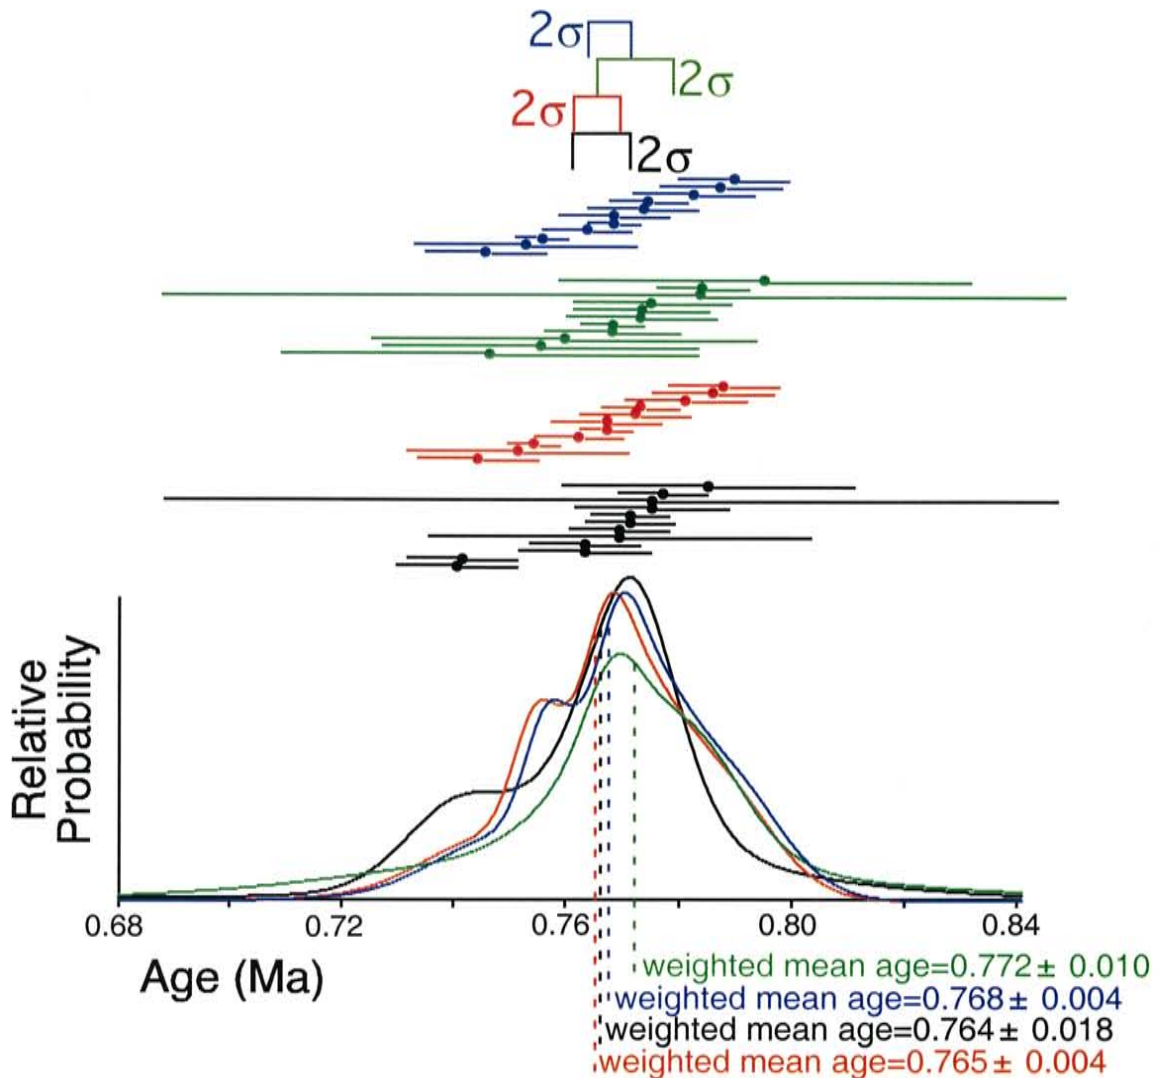 2σ
2σ
2σ
2σ
Relative
Probability
0.68
0.72
0.76
0.80
0.84
Age (Ma)
weighted mean age=0.772± 0.010
weighted mean age=0.768± 0.004
weighted mean age=0.764± 0.018
weighted mean age=0.765± 0.004